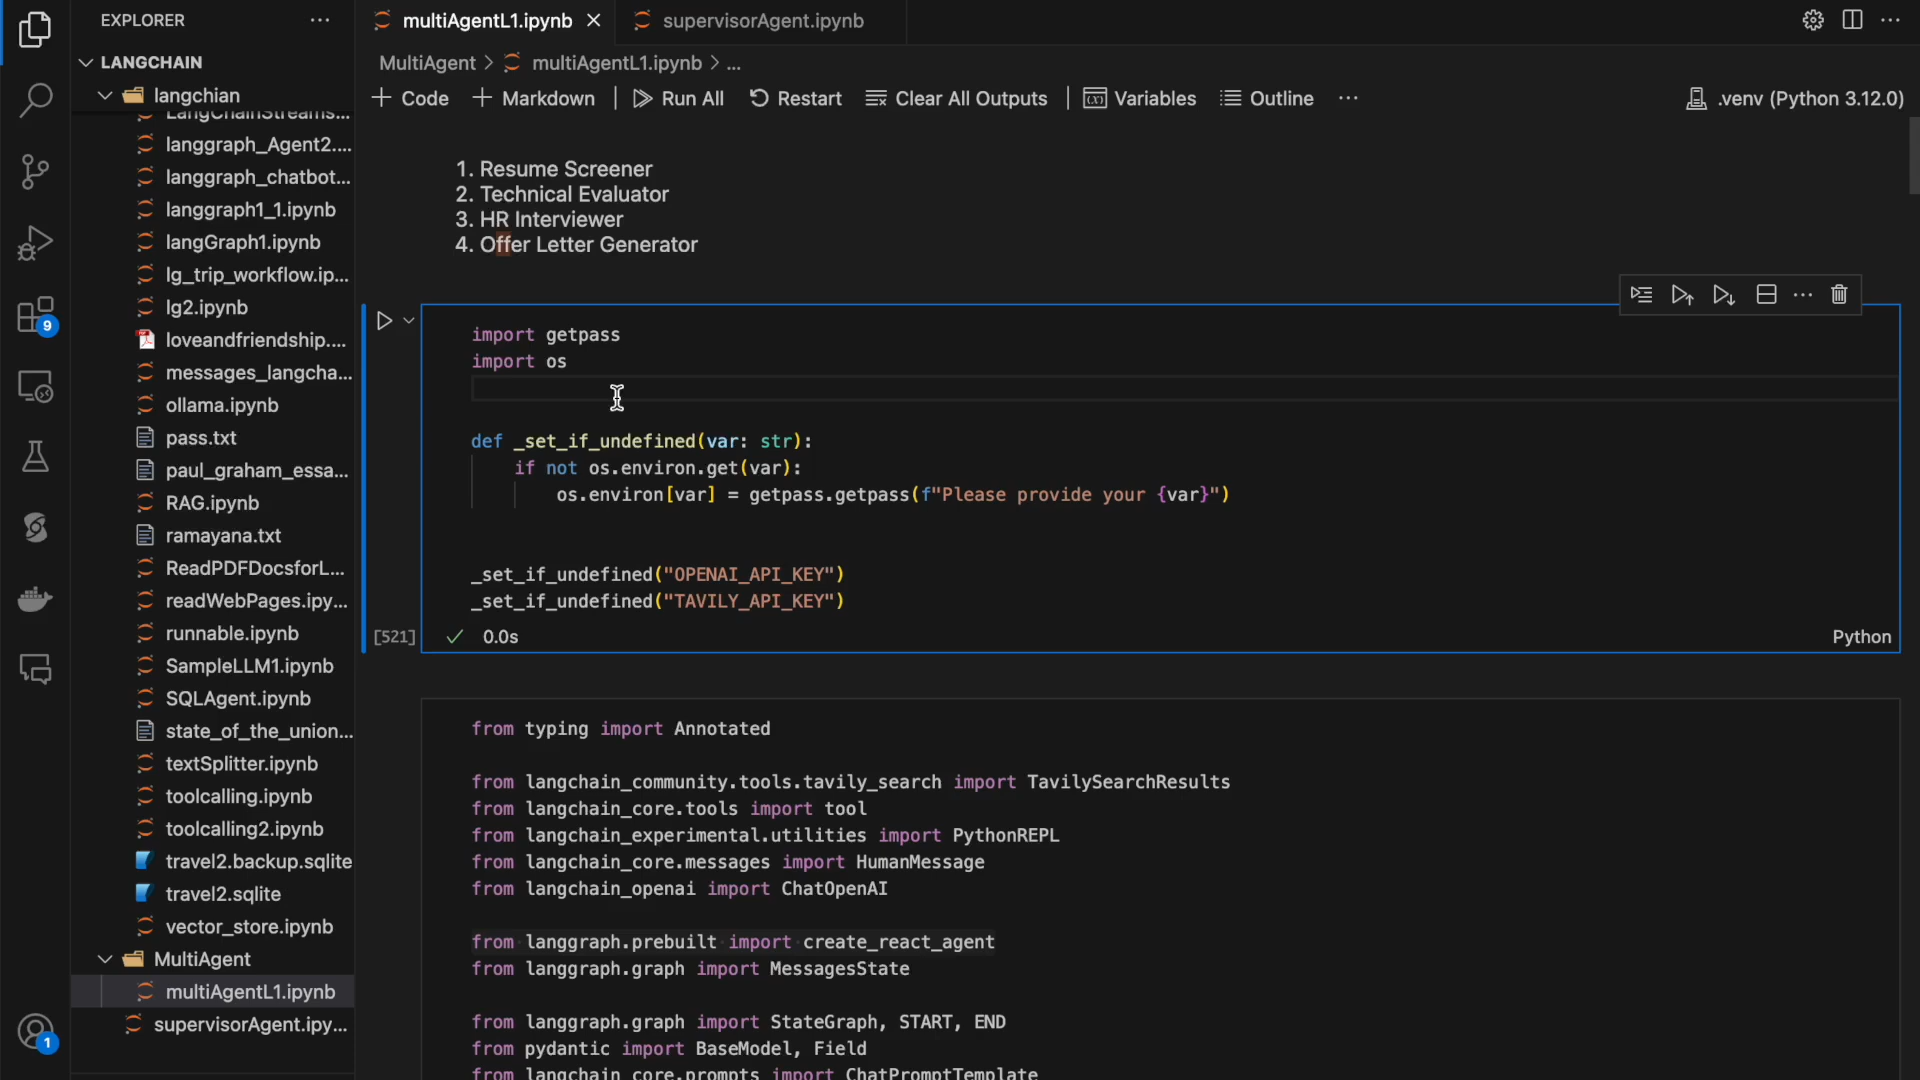 EXPLORER
LANGCHAIN
langchian
LangChainStreams...
langgraph_Agent2....
langgraph_chatbot...
langgraph1_1.ipynb
langGraph1.ipynb
lg_trip_workflow.ip...
lg2.ipynb
loveandfriendship....
messages_langcha...
ollama.ipynb
pass.txt
paul_graham_essa...
RAG.ipynb
ramayana.txt
ReadPDFDocsforL...
readWebPages.ipy...
runnable.ipynb
SampleLLM1.ipynb
SQLAgent.ipynb
state_of_the_union...
textSplitter.ipynb
toolcalling.ipynb
toolcalling2.ipynb
travel2.backup.sqlite
travel2.sqlite
vector_store.ipynb
MultiAgent
multiAgentL1.ipynb
supervisorAgent.ipy...
9
1
multiAgentL1.ipynb
supervisorAgent.ipynb
MultiAgent > multiAgentL1.ipynb > ...
+ Code + Markdown Run All Restart Clear All Outputs Variables Outline ... .venv (Python 3.12.0)
1. Resume Screener
2. Technical Evaluator
3. HR Interviewer
4. Offer Letter Generator
import getpass
import os
def _set_if_undefined(var: str):
if not os.environ.get(var):
os.environ[var] = getpass.getpass(f"Please provide your {var}")
_set_if_undefined("OPENAI_API_KEY")
_set_if_undefined("TAVILY_API_KEY")
[521] 0.0s Python
from typing import Annotated
from langchain_community.tools.tavily_search import TavilySearchResults
from langchain_core.tools import tool
from langchain_experimental.utilities import PythonREPL
from langchain_core.messages import HumanMessage
from langchain_openai import ChatOpenAI
from langgraph.prebuilt import create_react_agent
from langgraph.graph import MessagesState
from langgraph.graph import StateGraph, START, END
from pydantic import BaseModel, Field
from langchain_core.prompts import ChatPromptTemplate